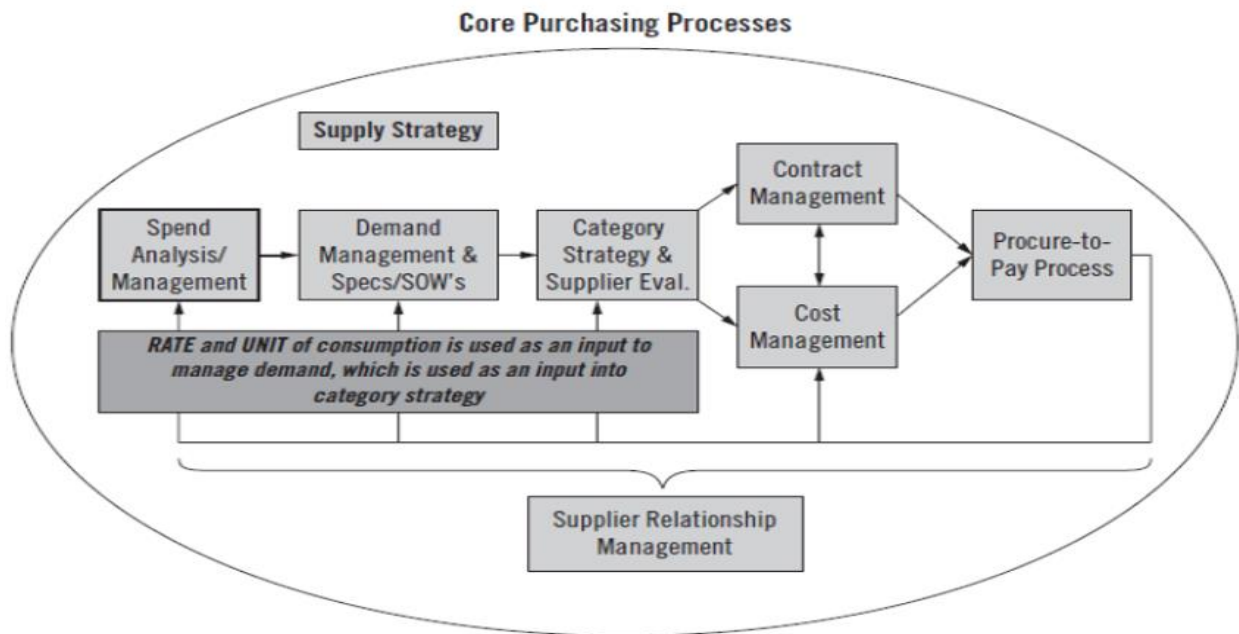 Core Purchasing Processes
Supply Strategy
Spend
Analysis/
Management
Demand
Management &
Specs/SOW's
Category
Strategy &
Supplier Eval.
Contract
Management
Cost
Management
Procure-to-
Pay Process
RATE and UNIT of consumption is used as an input to
manage demand, which is used as an input into
category strategy
Supplier Relationship
Management